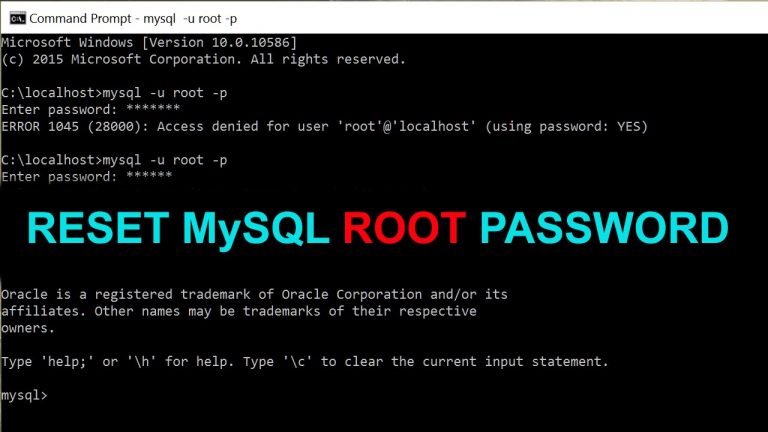 Command Prompt - mysql  -u root -p
Microsoft Windows [Version 10.0.10586]
(c) 2015 Microsoft Corporation. All rights reserved.
C:\localhost>mysql -u root -p
Enter password: *******
ERROR 1045 (28000): Access denied for user 'root'@'localhost' (using password: YES)
C:\localhost>mysql -u root -p
Enter password: ******
RESET MySQL ROOT PASSWORD
Oracle is a registered trademark of Oracle Corporation and/or its
affiliates. Other names may be trademarks of their respective
owners.
Type 'help;' or '\h' for help. Type '\c' to clear the current input statement.
mysql>